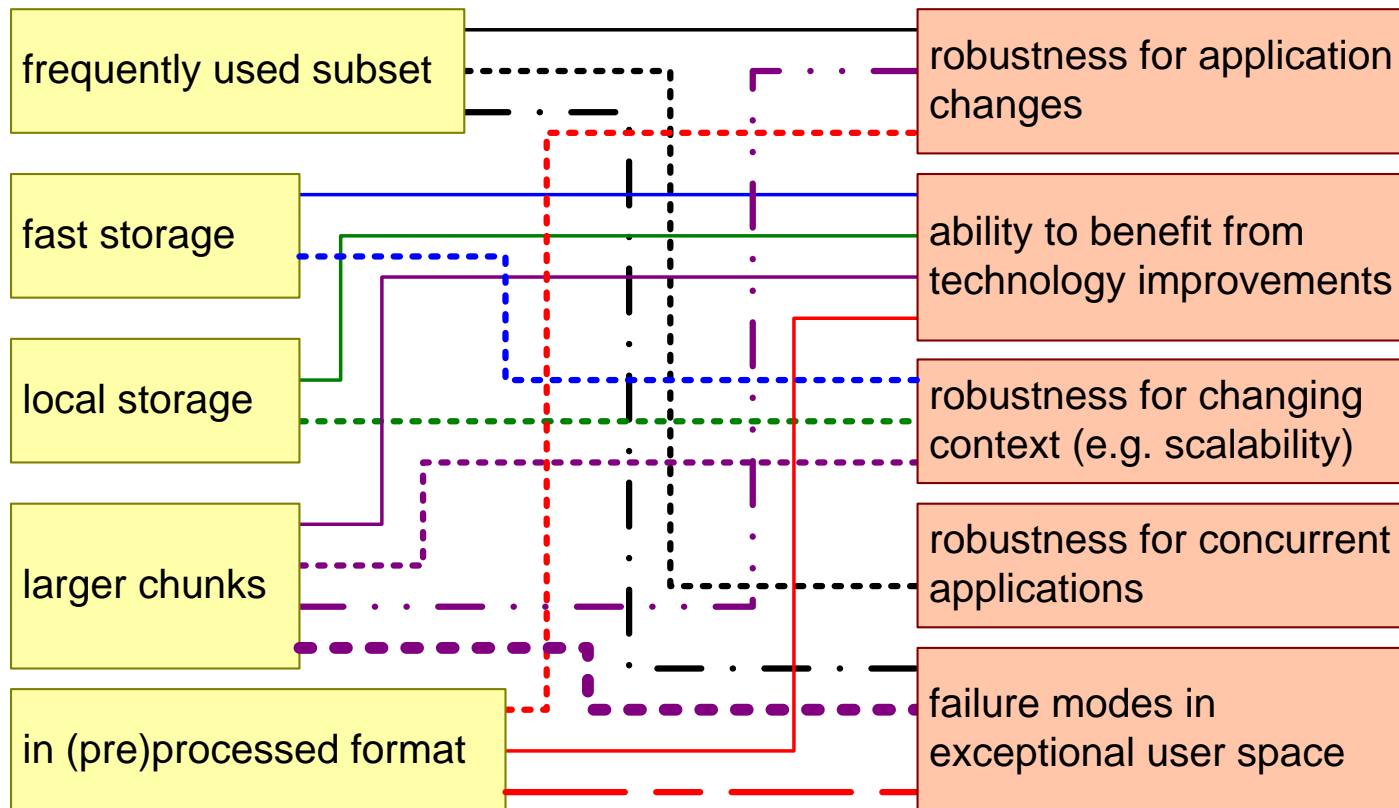 frequently used subset
fast storage
local storage
larger chunks
in (pre)processed format
robustness for application
changes
ability to benefit from
technology improvements
robustness for changing
context (e.g. scalability)
robustness for concurrent
applications
failure modes in
exceptional user space